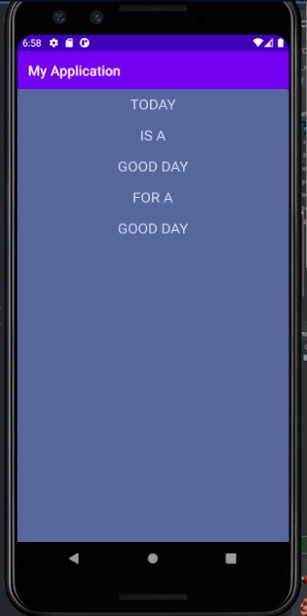 6:58
My Application
TODAY
IS A
GOOD DAY
FOR A
GOOD DAY